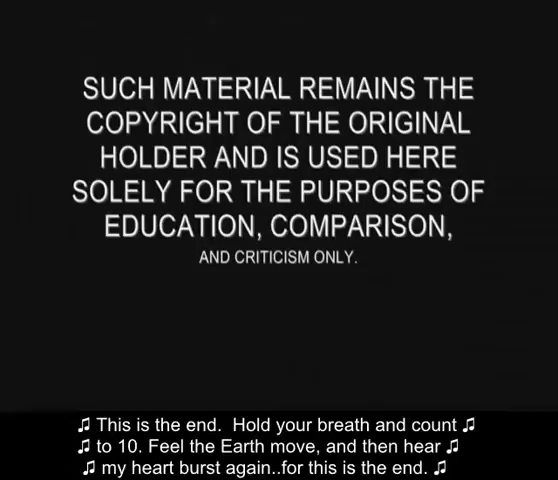 SUCH MATERIAL REMAINS THE
COPYRIGHT OF THE ORIGINAL
HOLDER AND IS USED HERE
SOLELY FOR THE PURPOSES OF
EDUCATION, COMPARISON,
AND CRITICISM ONLY.
♫ This is the end.  Hold your breath and count ♫
♫ to 10. Feel the Earth move, and then hear ♫
♫ my heart burst again..for this is the end. ♫